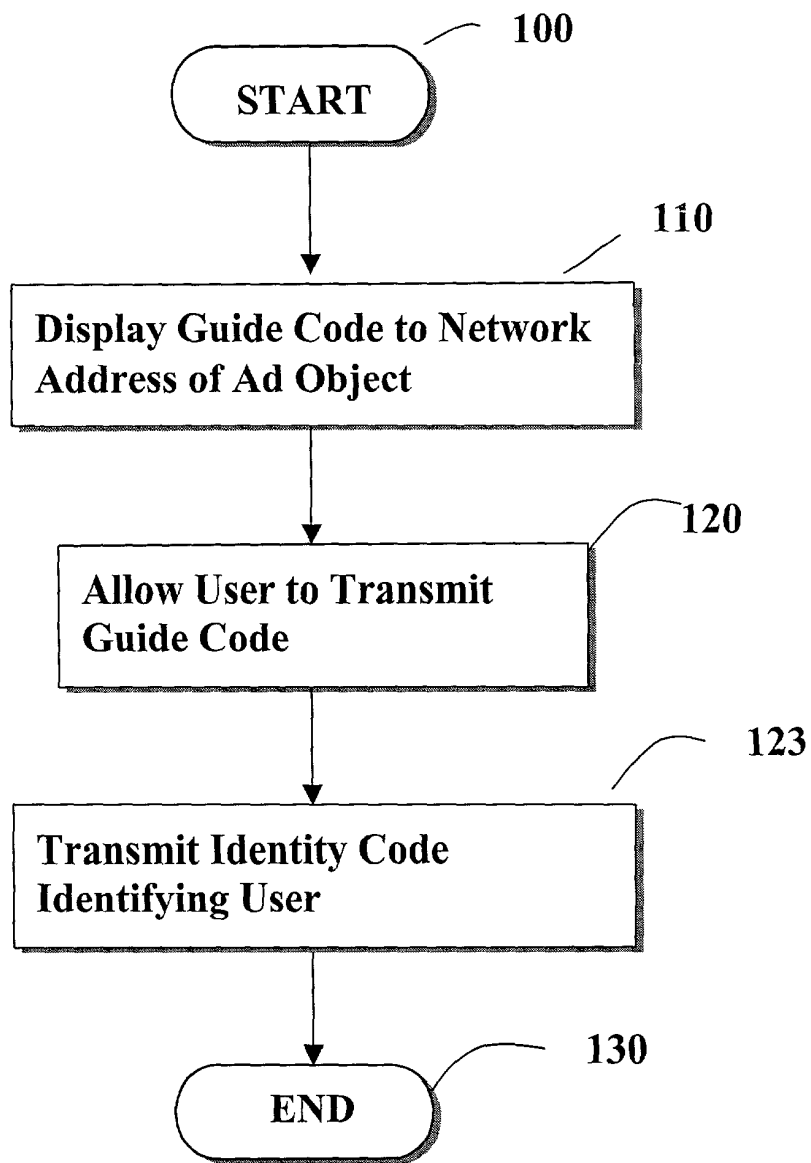 100
START
110
Display Guide Code to Network
Address of Ad Object
120
Allow User to Transmit
Guide Code
123
Transmit Identity Code
Identifying User
130
END